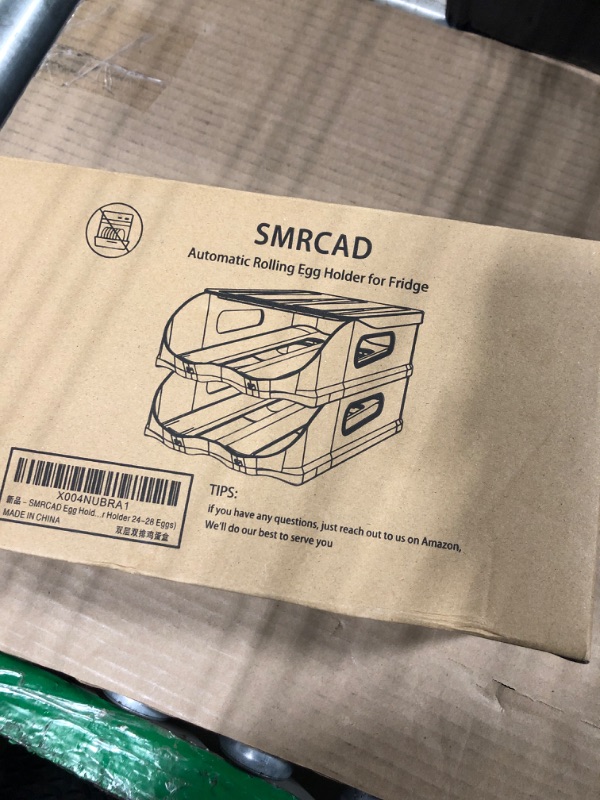 SMRCAD
Automatic Rolling Egg Holder for Fridge
X004NUBRA1
新品 - SMRCAD Egg Hold...r Holder 24-28 Eggs)
MADE IN CHINA
双层双排鸡蛋盒
TIPS:
if you have any questions, just reach out to us on Amazon,
We'll do our best to serve you